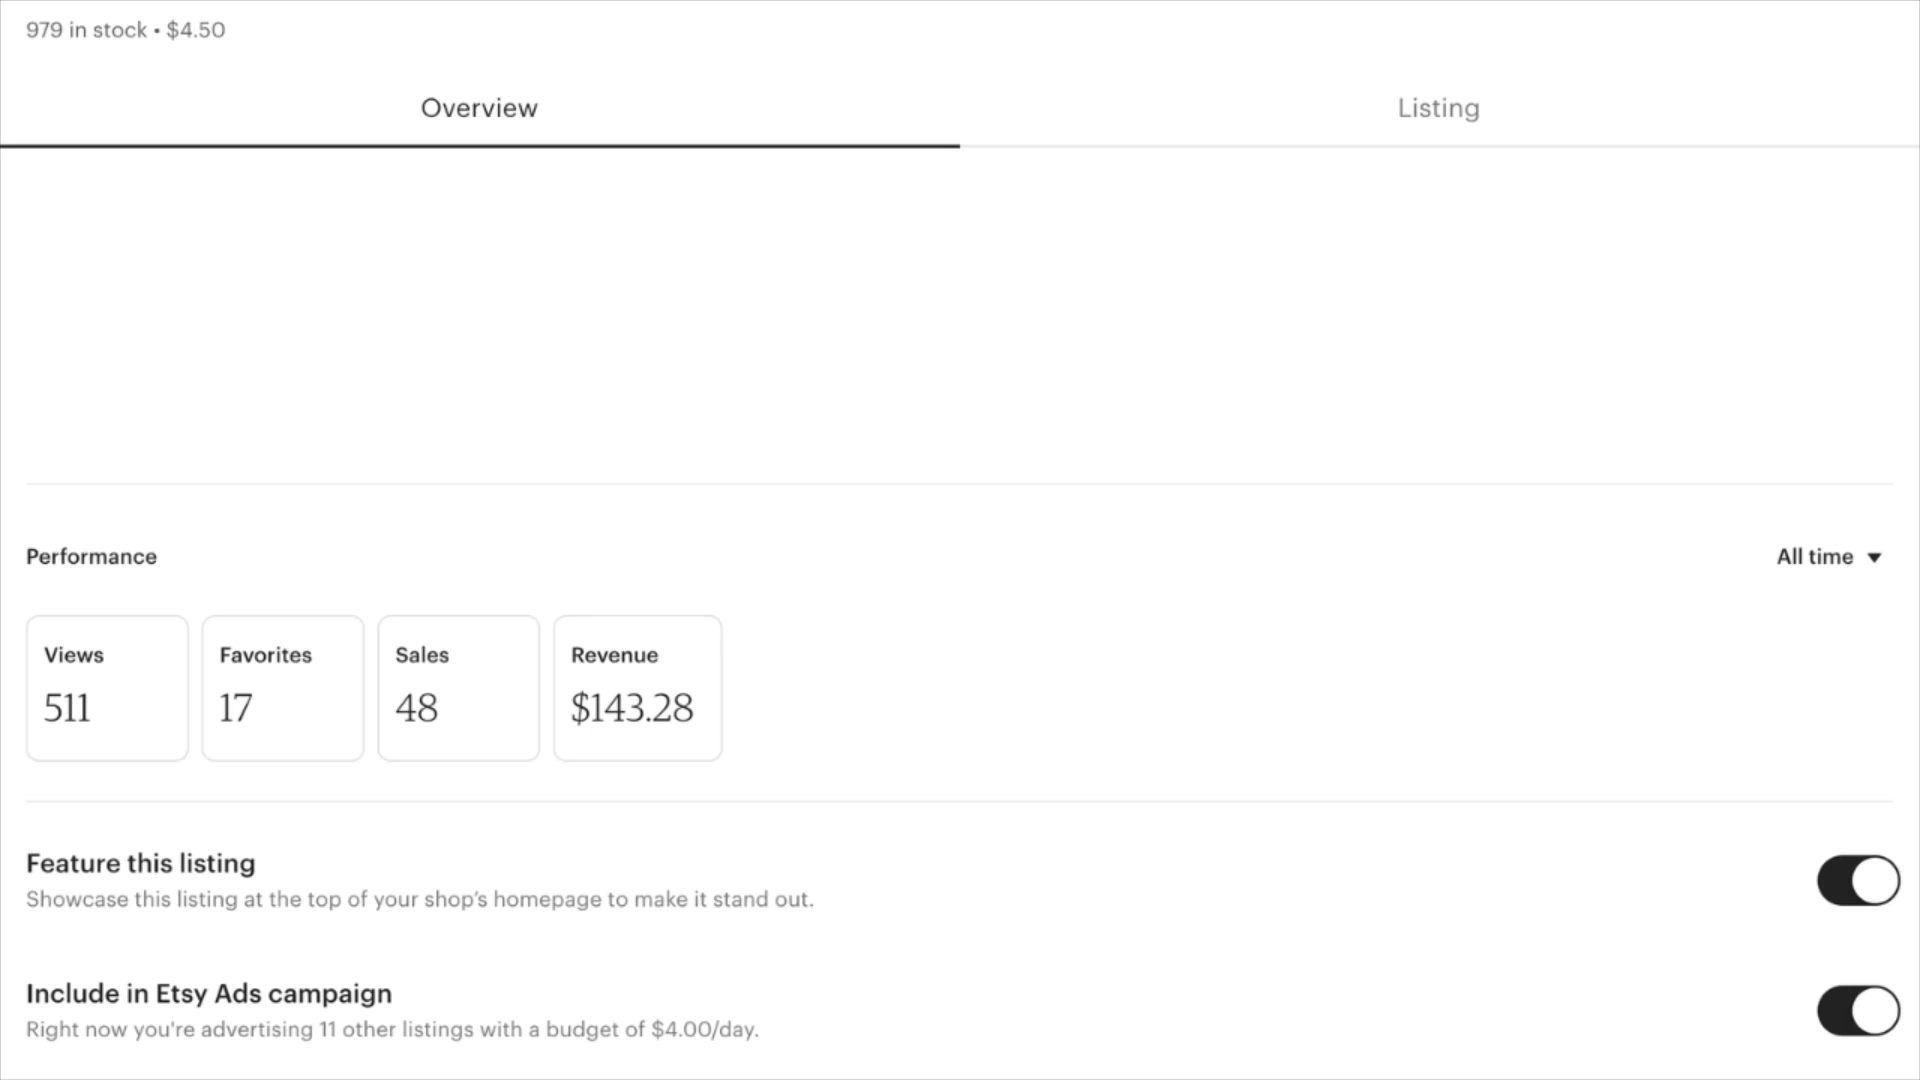 979 in stock • $4.50
Overview
Listing
Performance
All time
Views
Favorites
Sales
Revenue
511
17
48
$143.28
Feature this listing
Showcase this listing at the top of your shop’s homepage to make it stand out.
Include in Etsy Ads campaign
Right now you're advertising 11 other listings with a budget of $4.00/day.